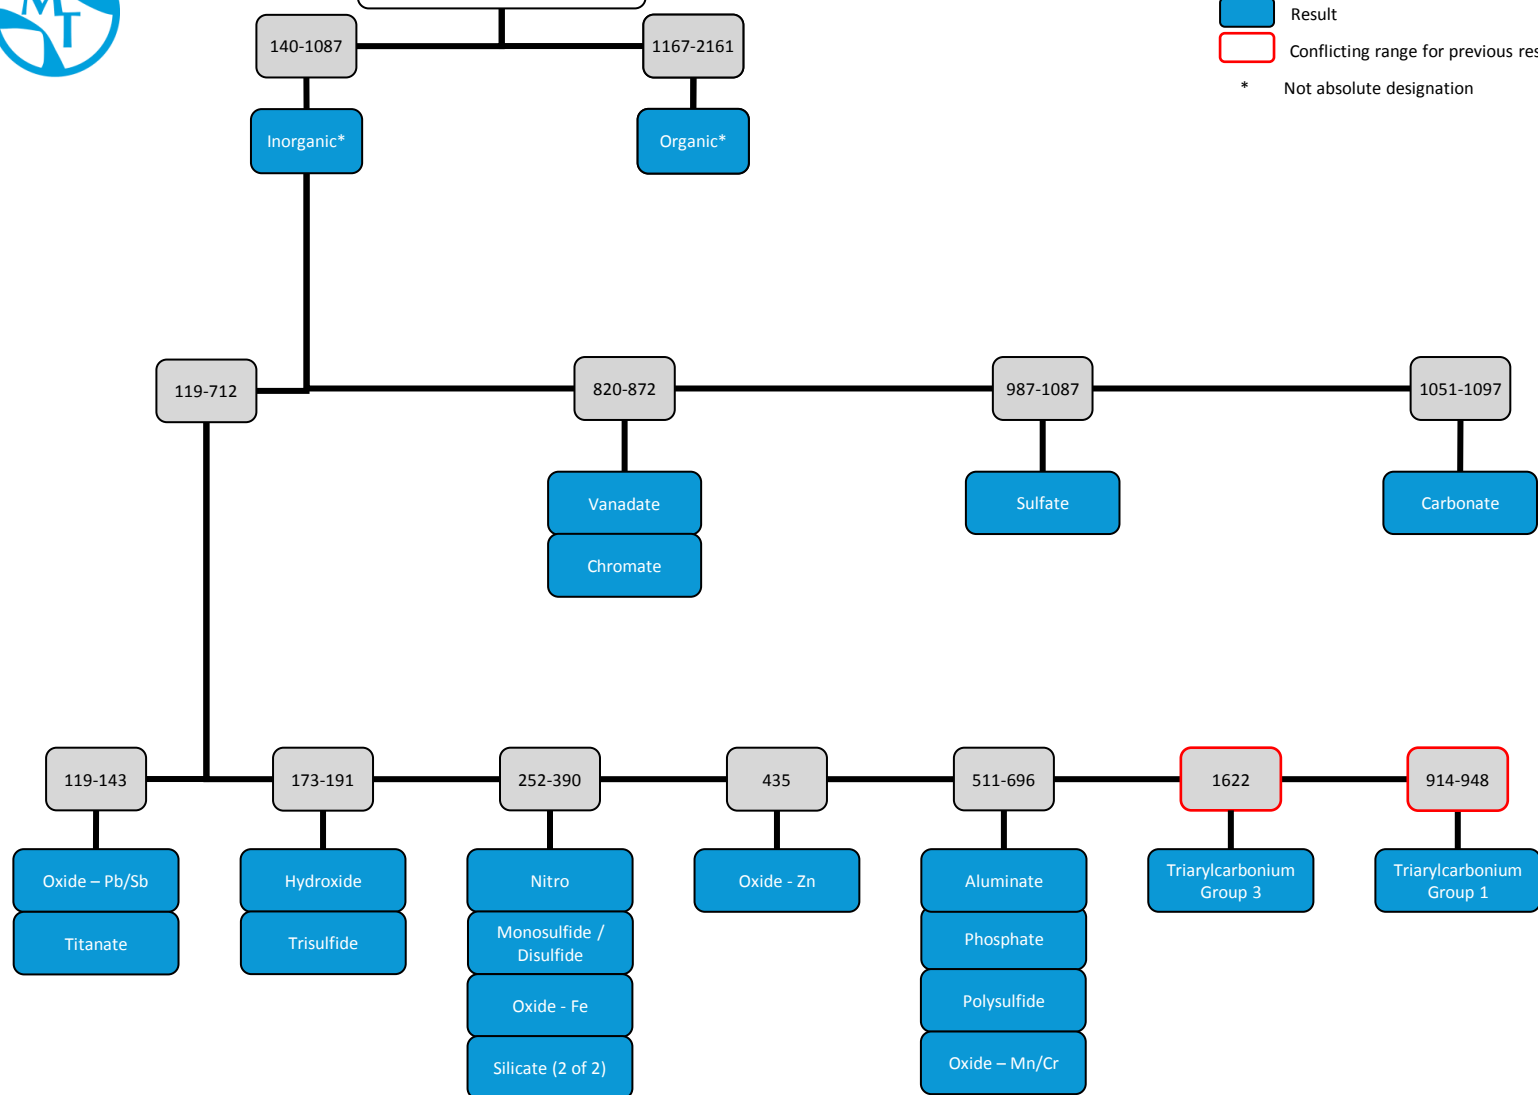 MT
Result
140-1087
1167-2161
Conflicting range for previous res
* Not absolute designation
Inorganic*
Organic*
119-712
820-872
987-1087
1051-1097
Vanadate
Sulfate
Carbonate
Chromate
119-143
173-191
252-390
435
511-696
1622
914-948
Oxide – Pb/Sb
Hydroxide
Nitro
Oxide - Zn
Aluminate
Triarylcarbonium
Group 3
Triarylcarbonium
Group 1
Titanate
Trisulfide
Monosulfide /
Disulfide
Phosphate
Oxide - Fe
Polysulfide
Silicate (2 of 2)
Oxide – Mn/Cr